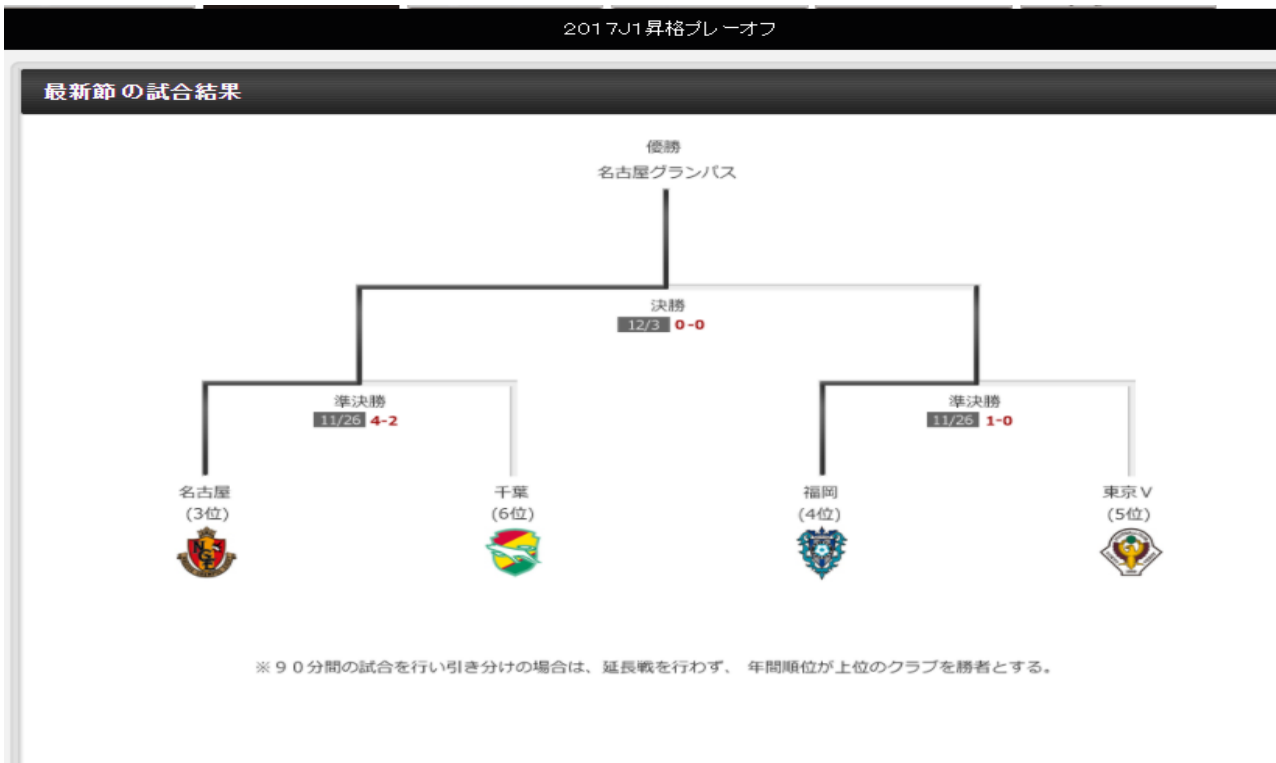 2017J1昇格プレーオフ
最新節の試合結果
優勝
名古屋グランパス
決勝
12/3 0-0
準決勝
11/26 4-2
準決勝
11/26 1-0
名古屋
(3位)
千葉
(6位)
福岡
(4位)
東京V
(5位)
※90分間の試合を行い引き分けの場合は、延長戦を行わず、 年間順位が上位のクラブを勝者とする。